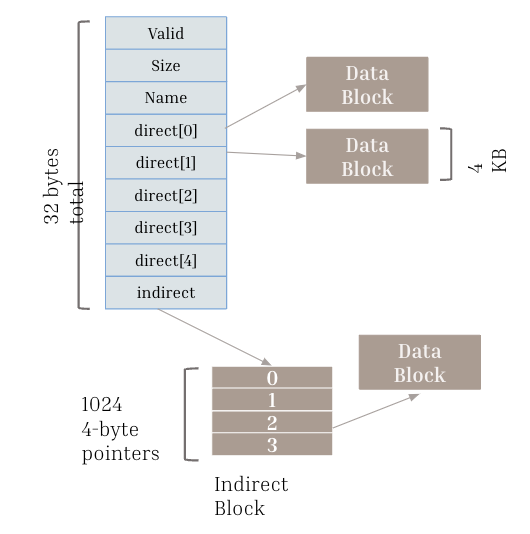 Valid
Size
Name
direct[0]
direct[1]
direct[2]
direct[3]
direct[4]
indirect
32 bytes
total
Data
Block
Data
Block
4
KB
Data
Block
0
1
2
3
1024
4-byte
pointers
Indirect
Block